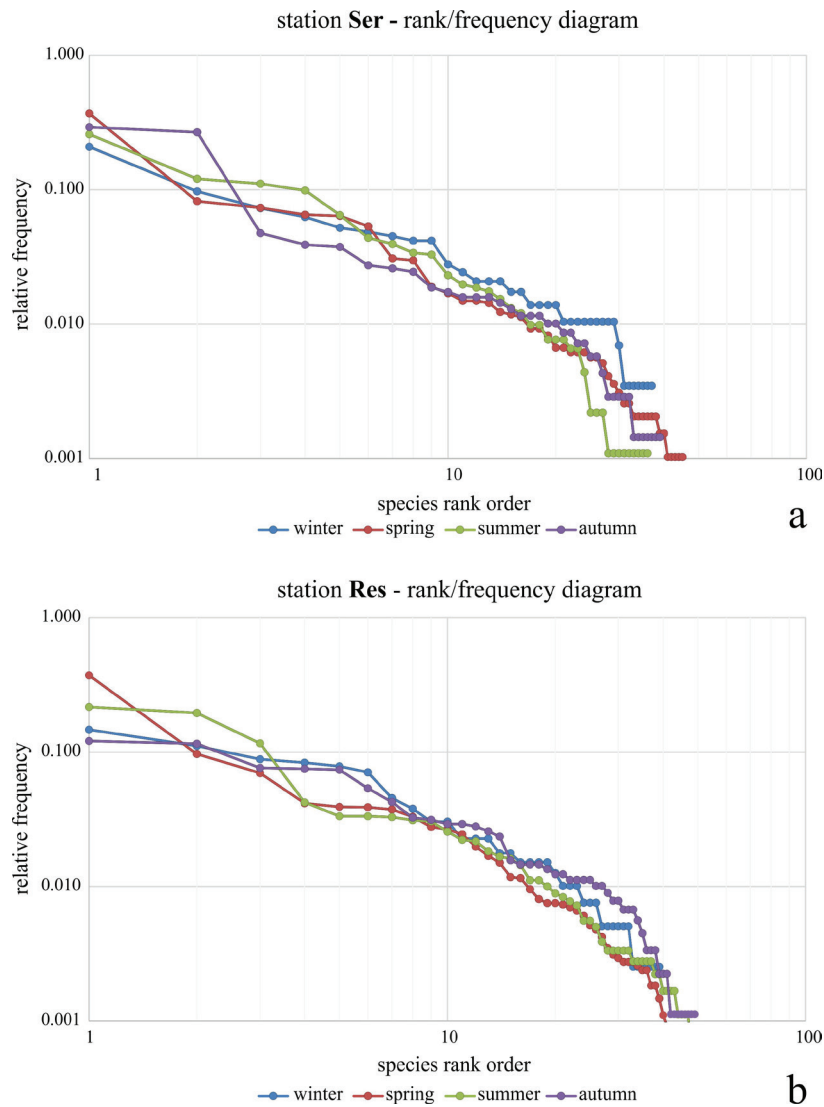 station Ser - rank/frequency diagram
1.000
0.100
0.010
0.001
relative frequency
1 10 100
species rank order
winter spring summer autumn
a
station Res - rank/frequency diagram
1.000
0.100
0.010
0.001
relative frequency
1 10 100
species rank order
winter spring summer autumn
b